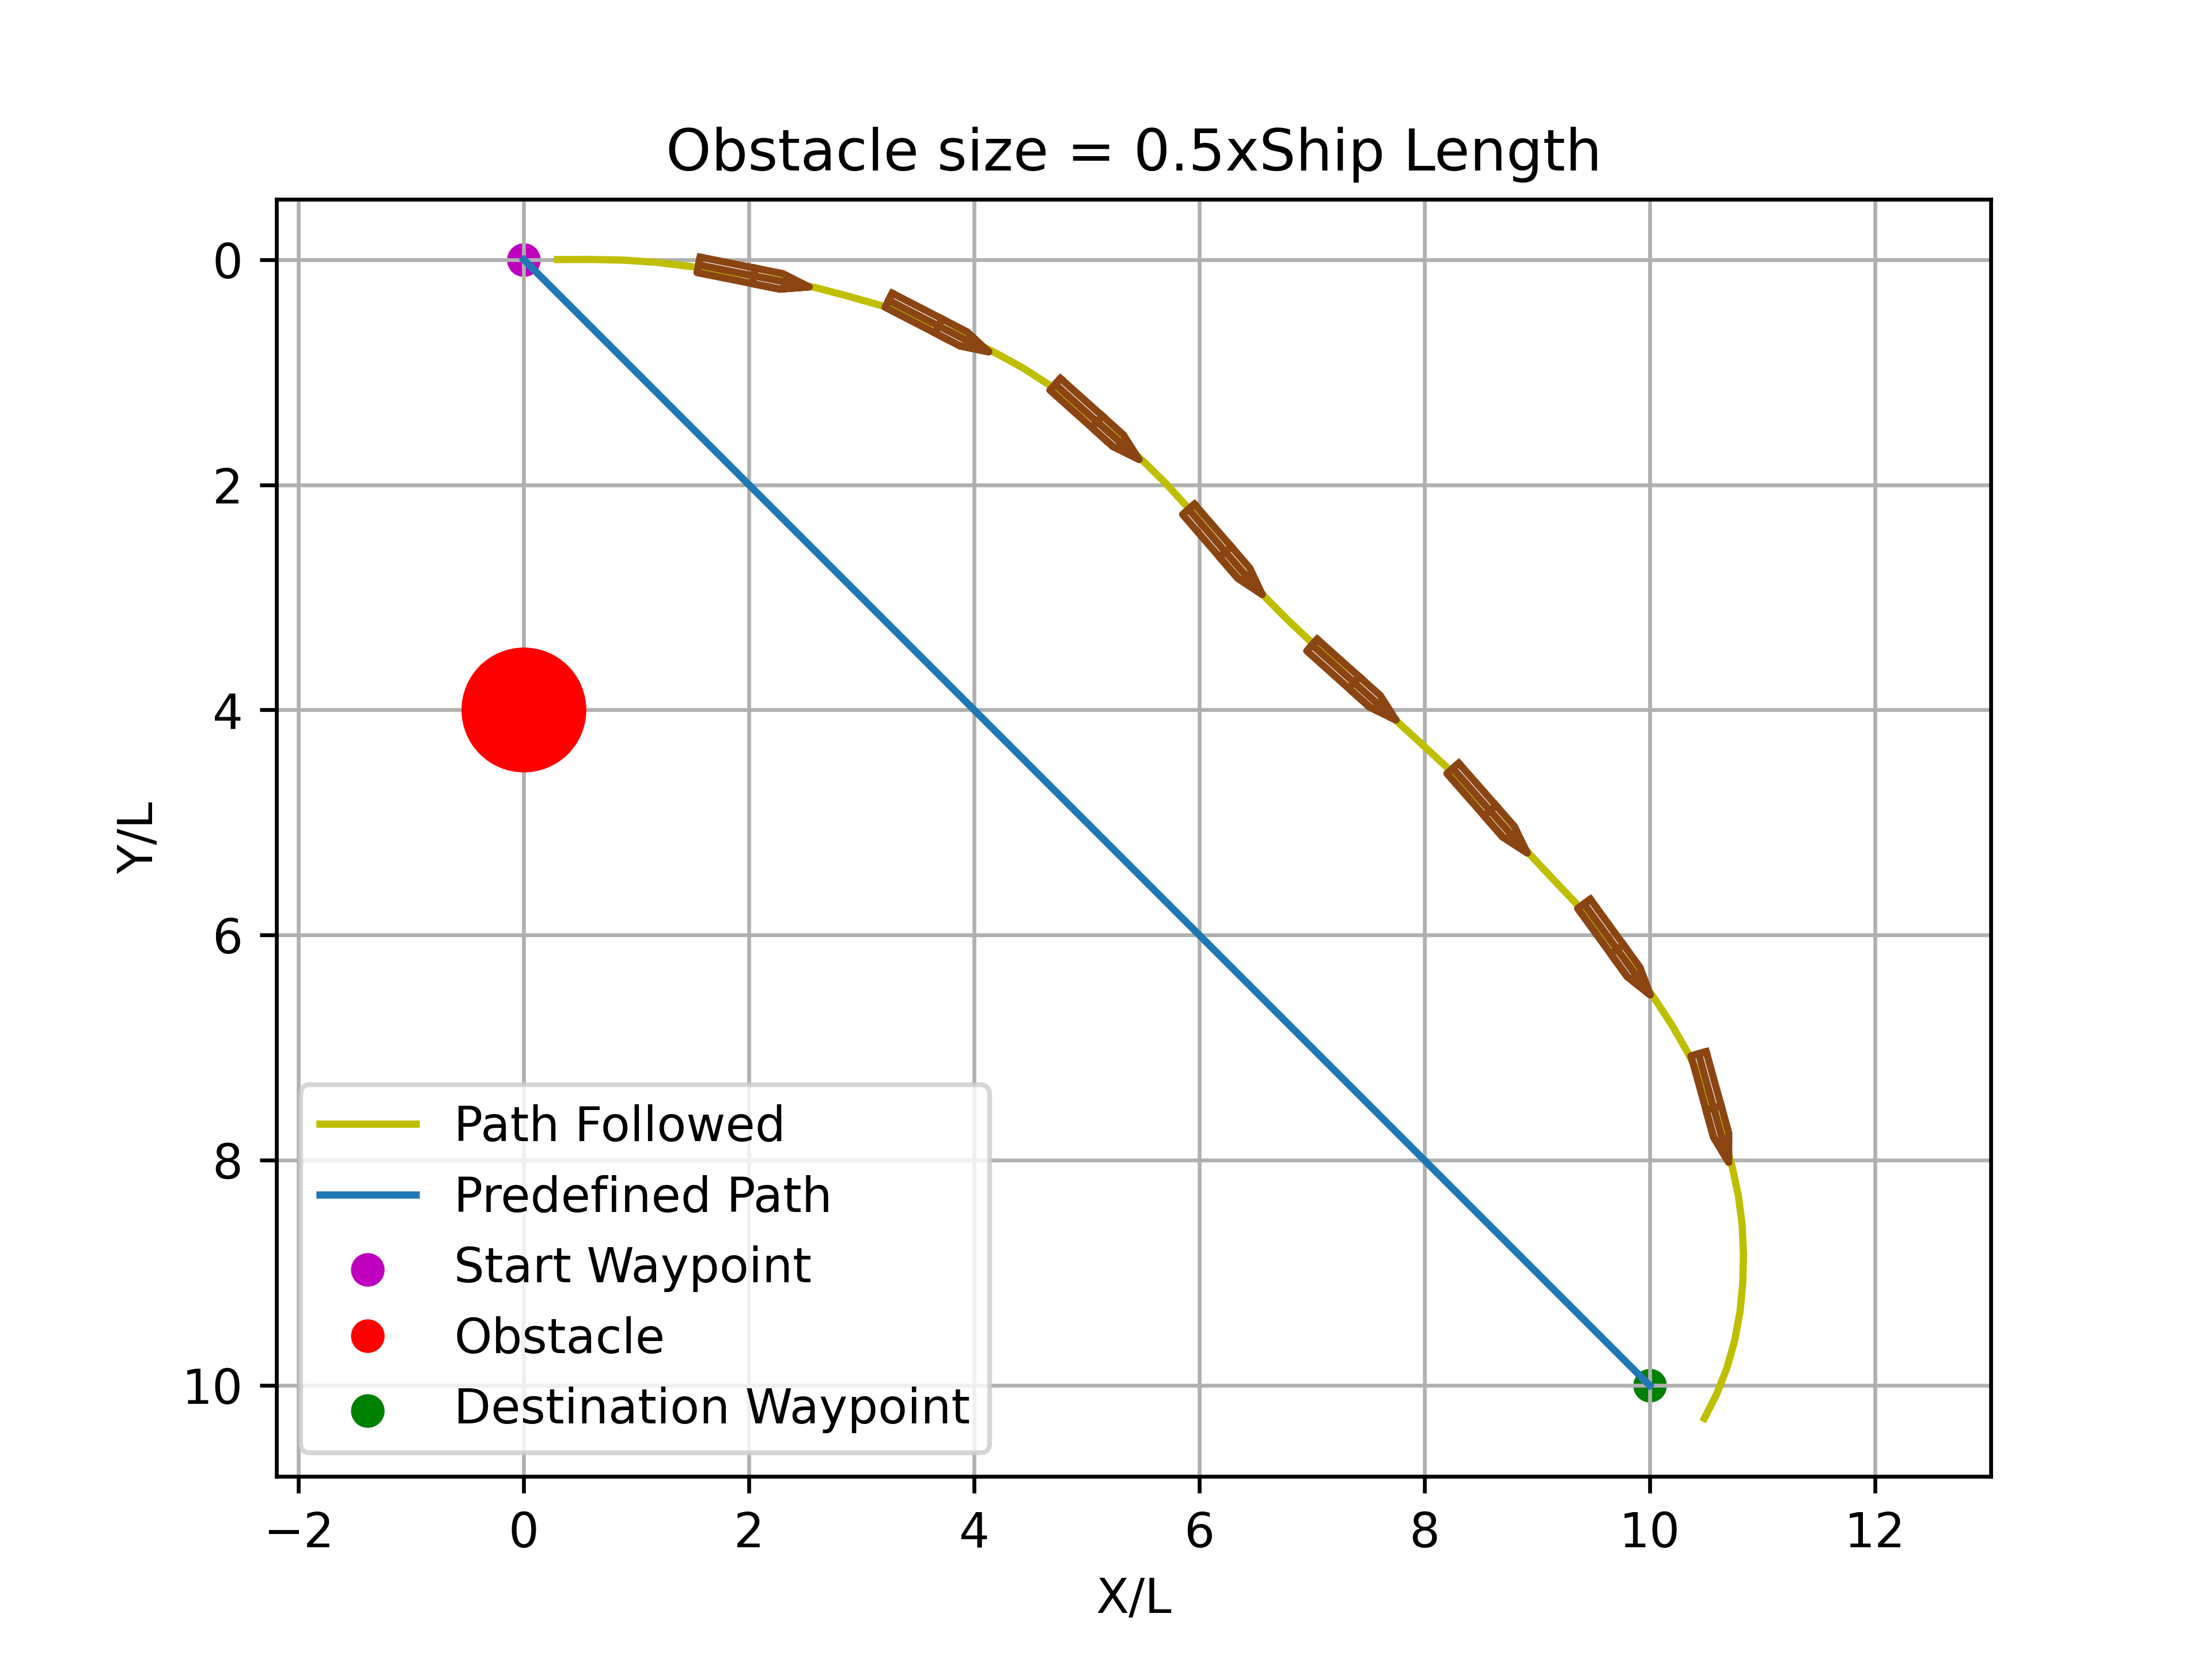 Obstacle size = 0.5xShip Length
0
2
4
6
8
10
Y/L
Path Followed
Predefined Path
Start Waypoint
Obstacle
Destination Waypoint
−2 0 2 4 6 8 10 12
X/L